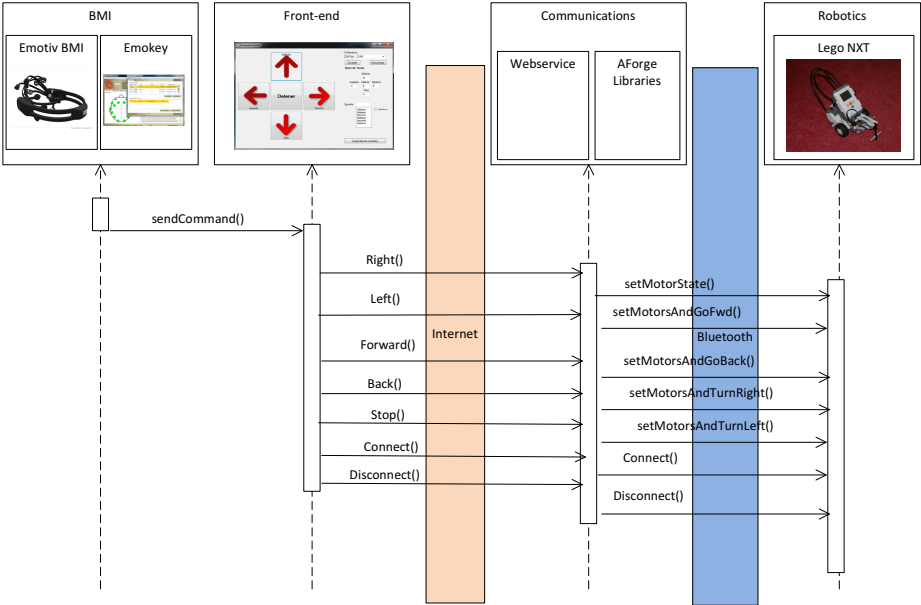 BMI
Front-end
Communications
Robotics
Emotiv BMI
Emokey
Webservice
AForge
Libraries
Lego NXT
Detener
sendCommand()
Right()
Left()
Forward()
Back()
Stop()
Connect()
Disconnect()
Internet
setMotorState()
setMotorsAndGoFwd()
Bluetooth
setMotorsAndGoBack()
setMotorsAndTurnRight()
setMotorsAndTurnLeft()
Connect()
Disconnect()